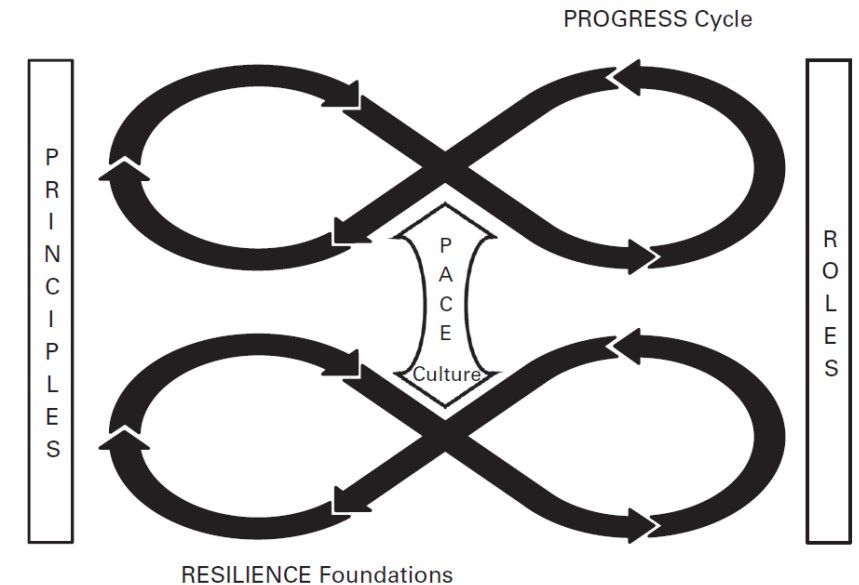 PROGRESS Cycle
PRINCIPLES
PACE
Culture
ROLES
RESILIENCE Foundations